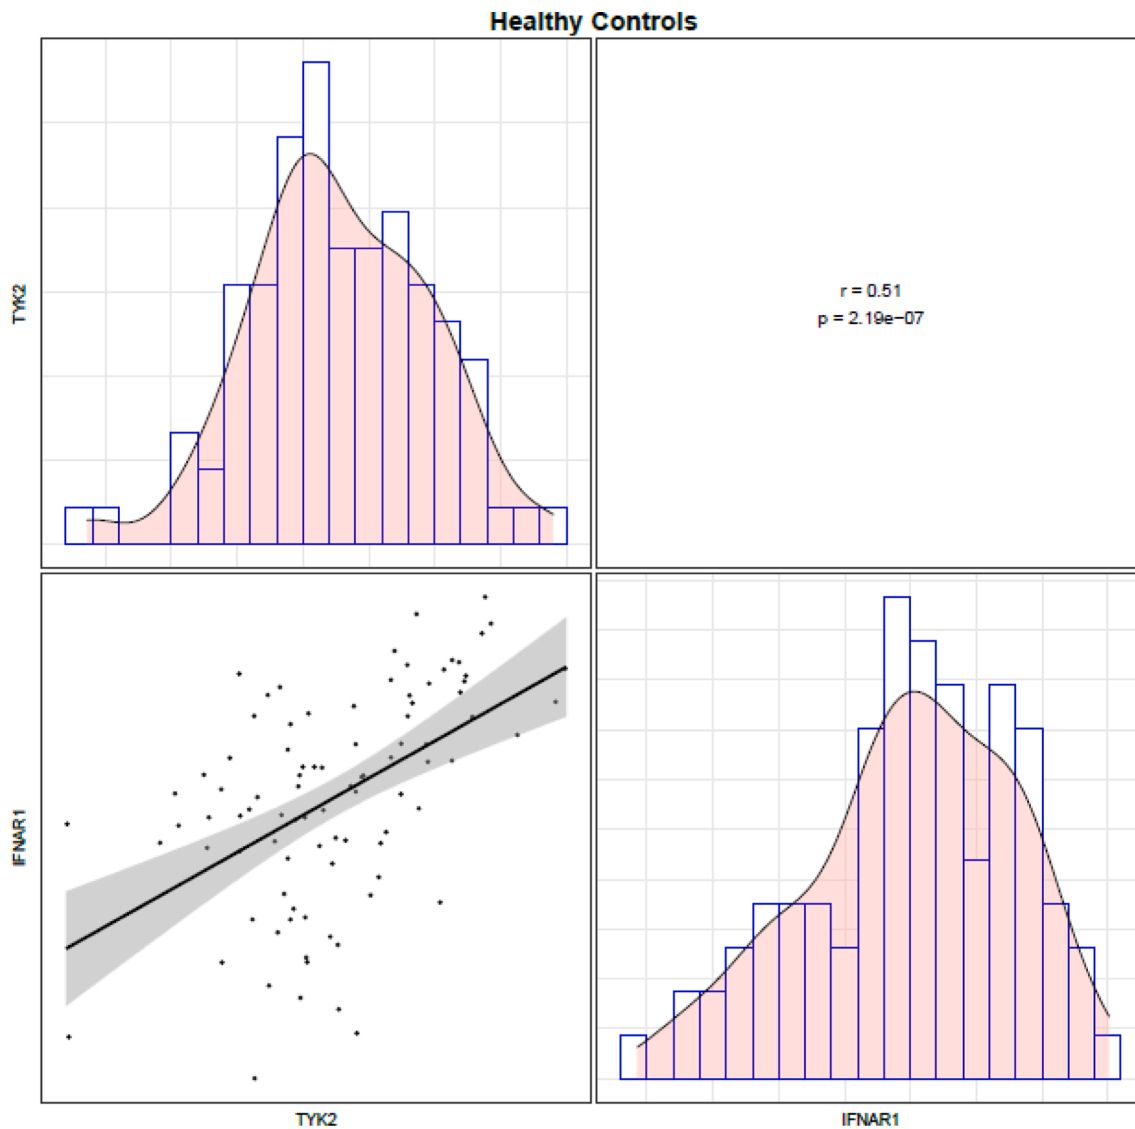 Healthy Controls
TYK2
r = 0.51
p = 2.19e−07
IFNAR1
TYK2
IFNAR1